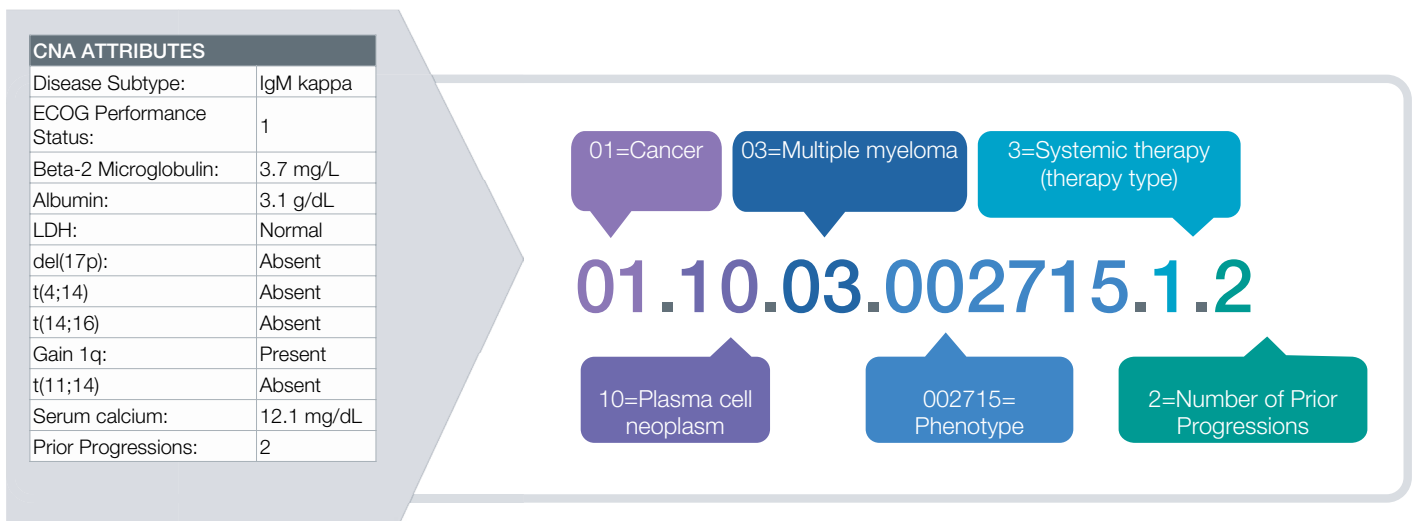 CNA ATTRIBUTES
Disease Subtype: IgM kappa
ECOG Performance
Status: 1
Beta-2 Microglobulin: 3.7 mg/L
Albumin: 3.1 g/dL
LDH: Normal
del(17p): Absent
t(4;14) Absent
t(14;16) Absent
Gain 1q: Present
t(11;14) Absent
Serum calcium: 12.1 mg/dL
Prior Progressions: 2
01=Cancer
03=Multiple myeloma
3=Systemic therapy
(therapy type)
01.10.03.002715.1.2
10=Plasma cell
neoplasm
002715=
Phenotype
2=Number of Prior
Progressions